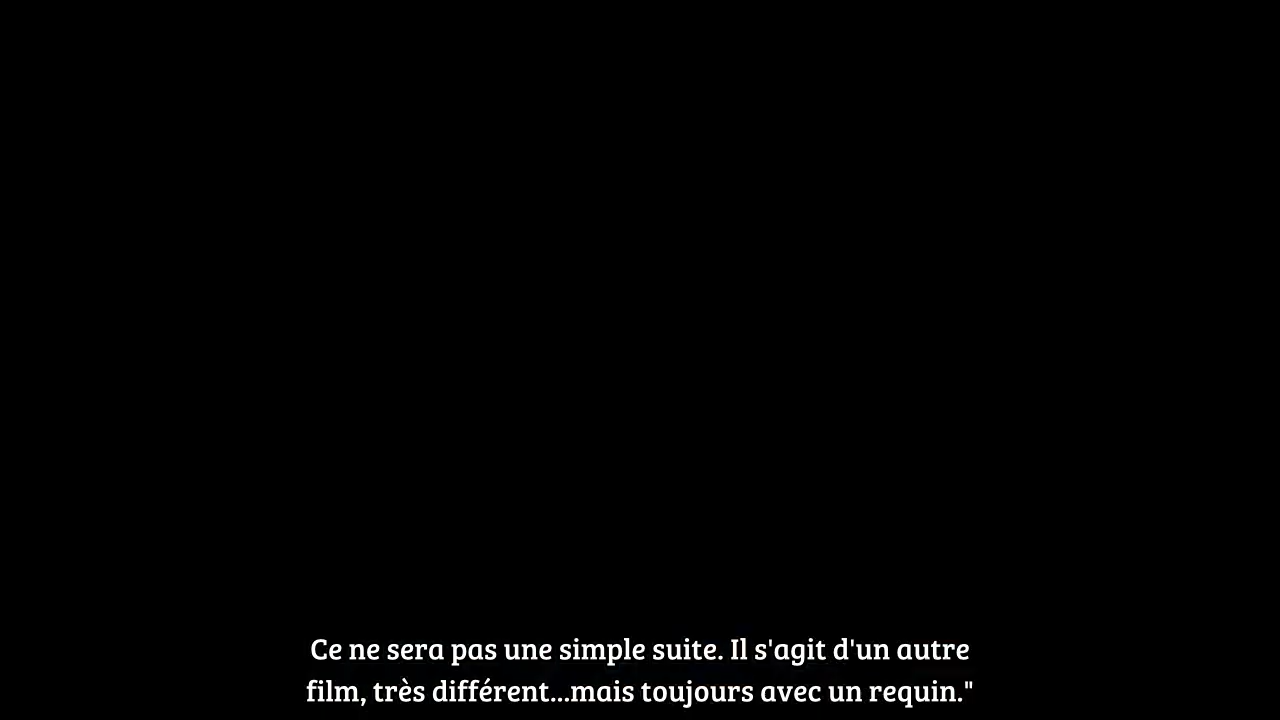 Ce ne sera pas une simple suite. Il s'agit d'un autre
film, très différent...mais toujours avec un requin."